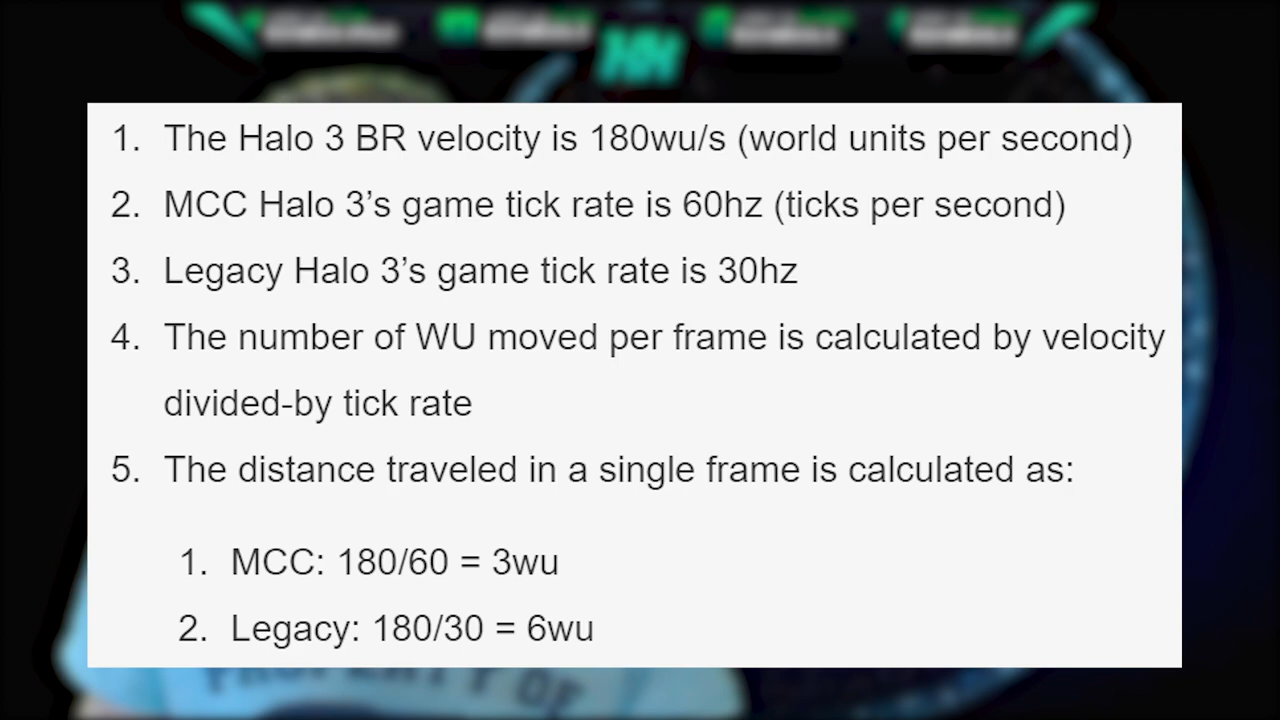 HH
1. The Halo 3 BR velocity is 180wu/s (world units per second)
2. MCC Halo 3’s game tick rate is 60hz (ticks per second)
3. Legacy Halo 3’s game tick rate is 30hz
4. The number of WU moved per frame is calculated by velocity
divided-by tick rate
5. The distance traveled in a single frame is calculated as:
1. MCC: 180/60 = 3wu
2. Legacy: 180/30 = 6wu
PROPERTY OF